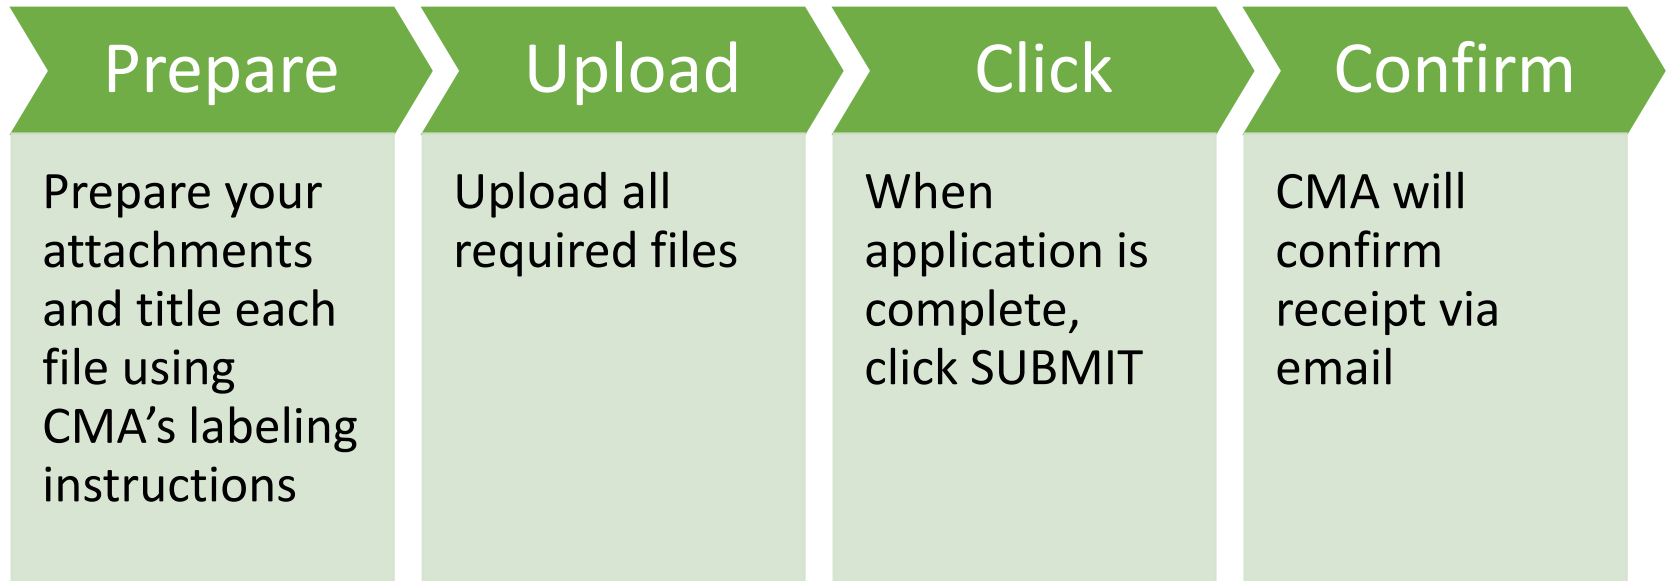 Prepare
Prepare your
attachments
and title each
file using
CMA’s labeling
instructions
Upload
Upload all
required files
Click
When
application is
complete,
click SUBMIT
Confirm
CMA will
confirm
receipt via
email